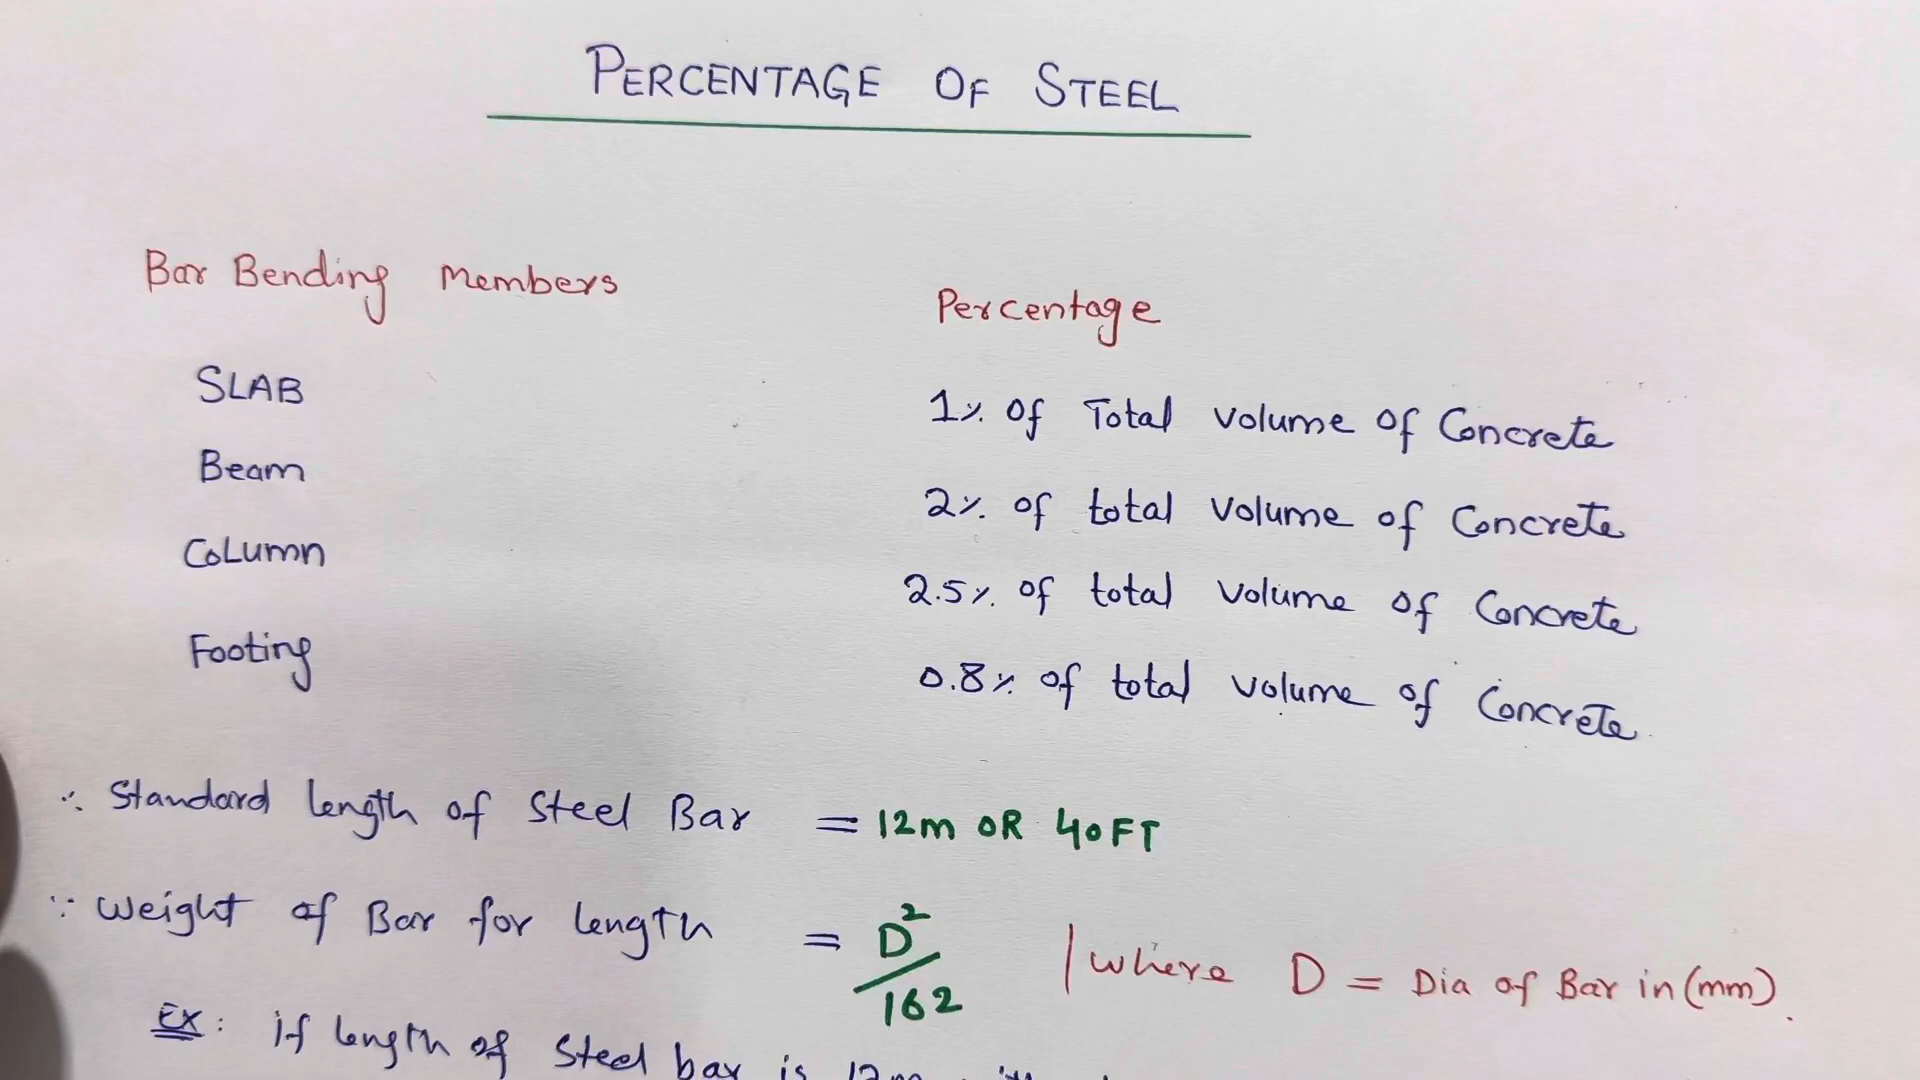 PERCENTAGE OF STEEL
Bar Bending Members
Percentage
SLAB
1% Of Total Volume Of Concrete
Beam
2% of total Volume of Concrete
CoLumn
2.5% of total Volume of Concrete
Footing
0.8% of total volume of Concrete
∴ Standard length of Steel Bar = 12m OR 40FT
∵ Weight of Bar for length = D²/162 | where D = Dia of Bar in (mm).
Ex: if length of Steel bar is 12m